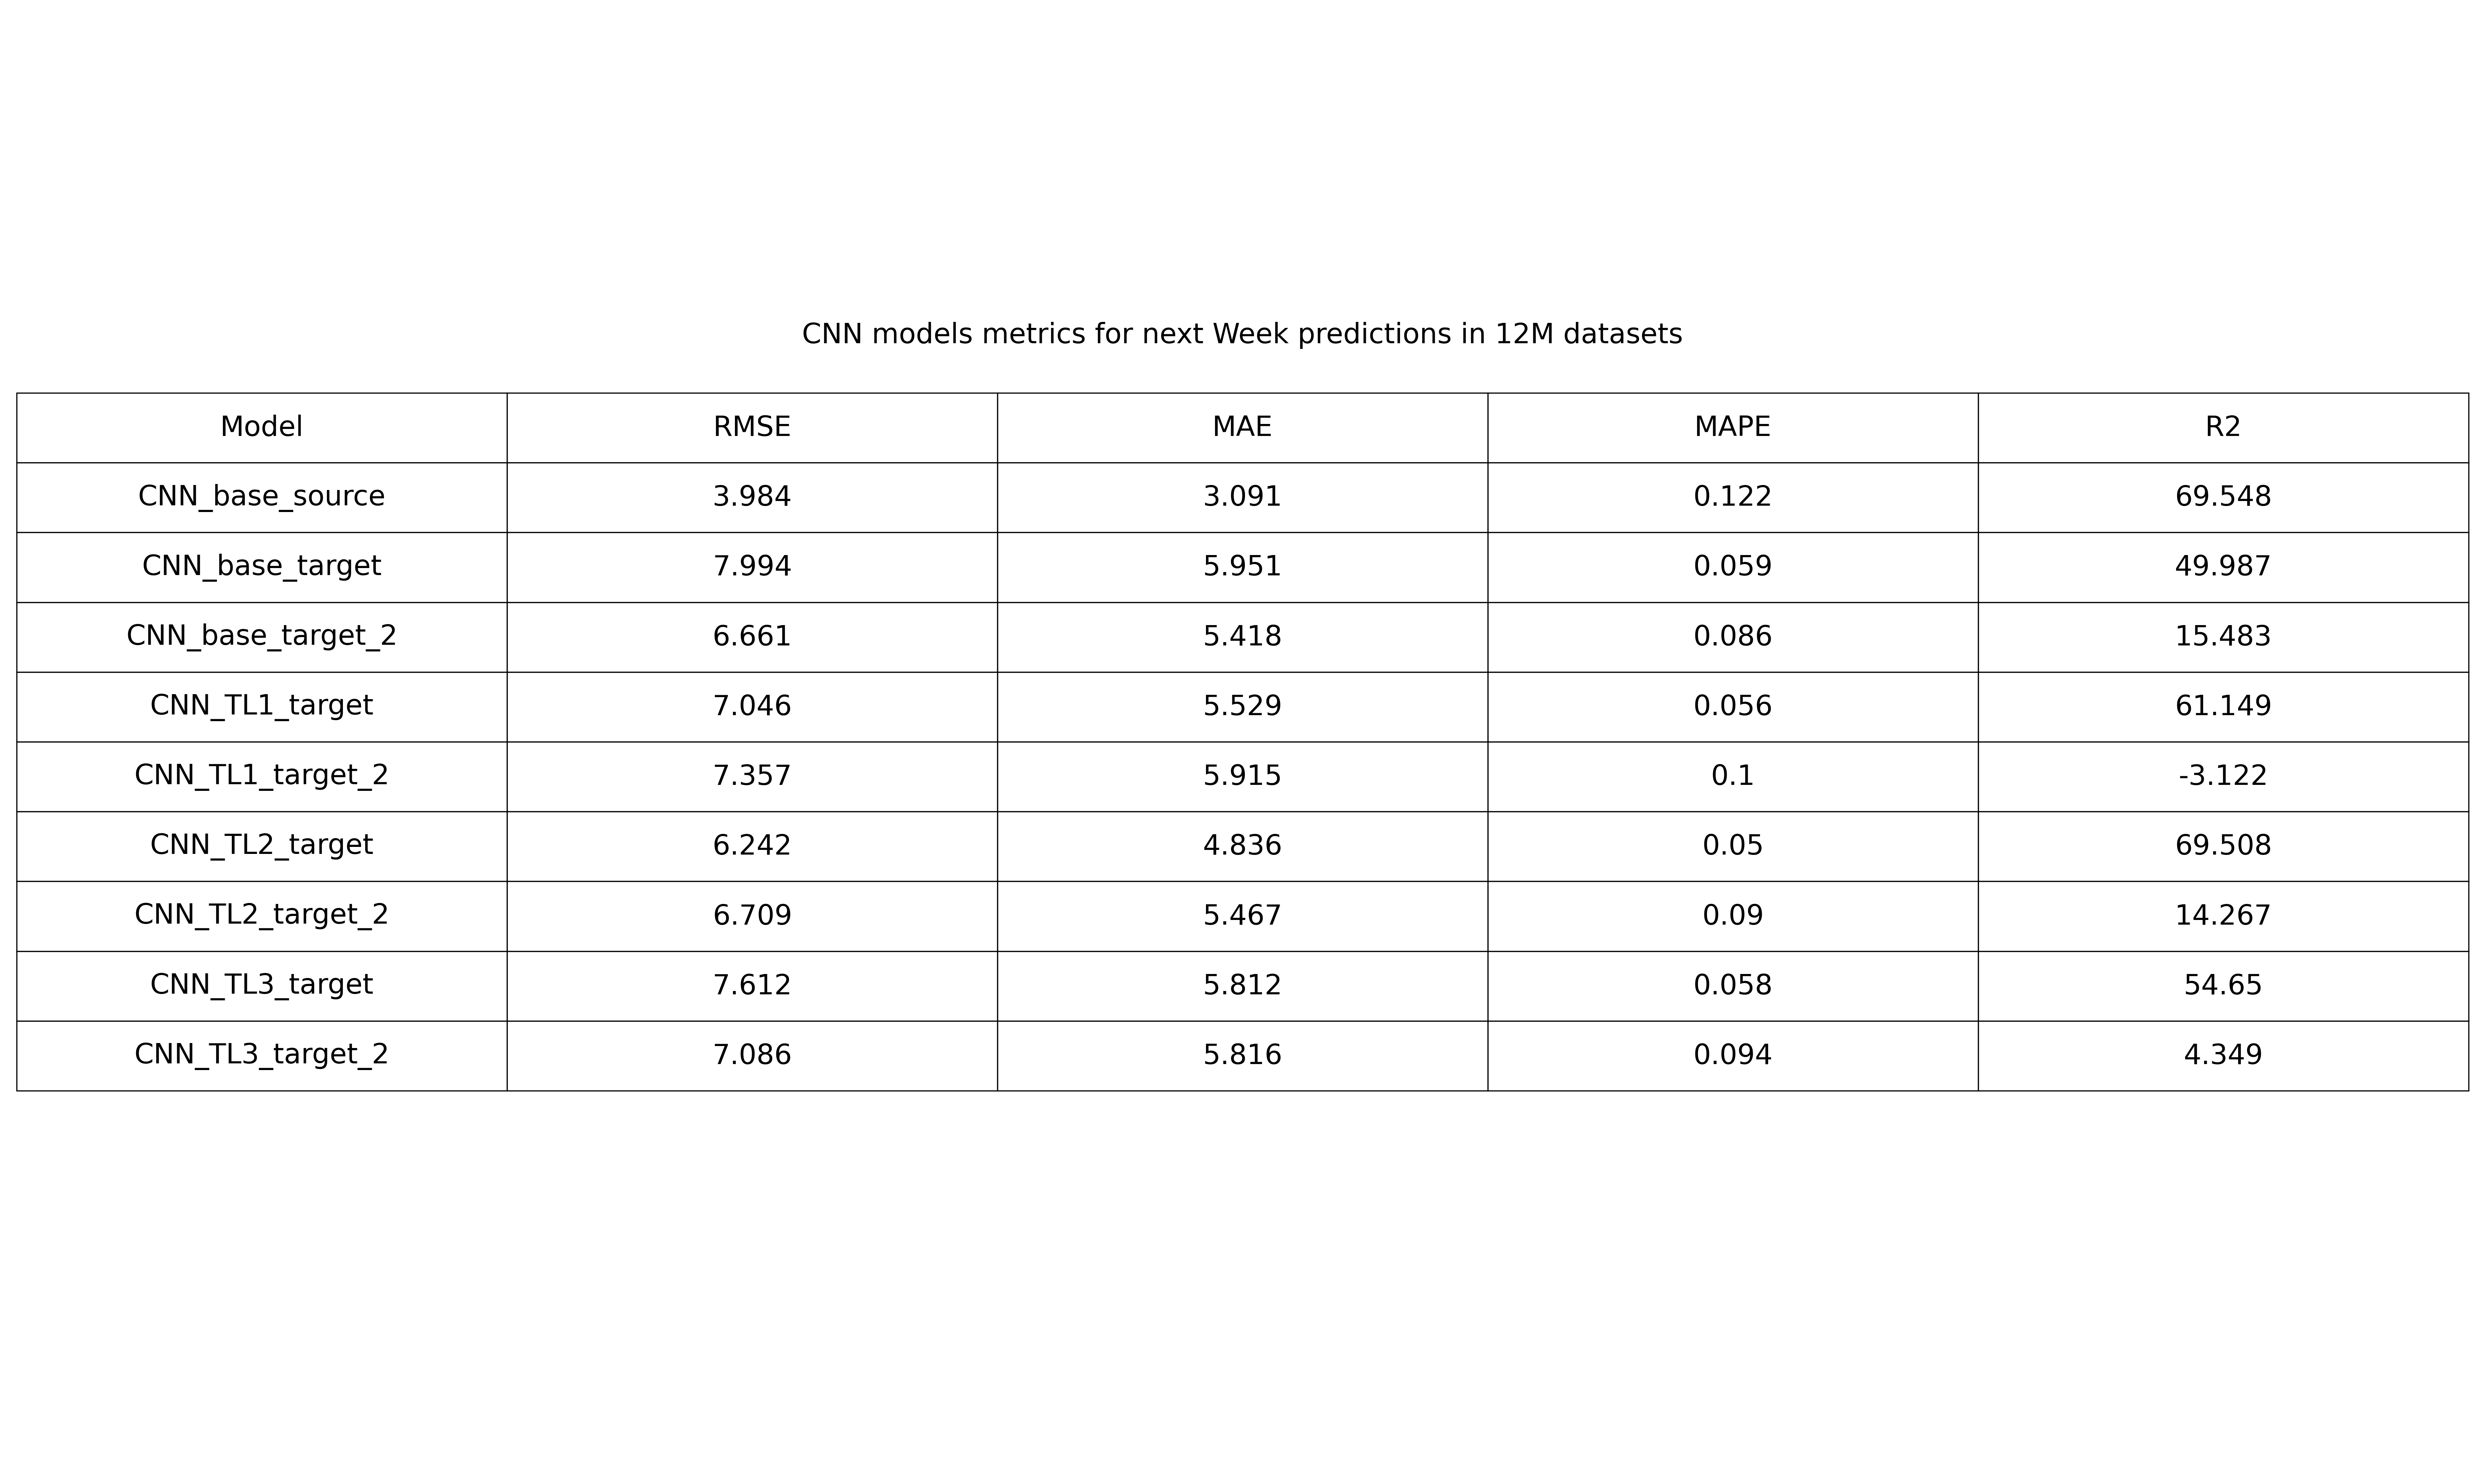 CNN models metrics for next Week predictions in 12M datasets
Model RMSE MAE MAPE R2
CNN_base_source 3.984 3.091 0.122 69.548
CNN_base_target 7.994 5.951 0.059 49.987
CNN_base_target_2 6.661 5.418 0.086 15.483
CNN_TL1_target 7.046 5.529 0.056 61.149
CNN_TL1_target_2 7.357 5.915 0.1 -3.122
CNN_TL2_target 6.242 4.836 0.05 69.508
CNN_TL2_target_2 6.709 5.467 0.09 14.267
CNN_TL3_target 7.612 5.812 0.058 54.65
CNN_TL3_target_2 7.086 5.816 0.094 4.349